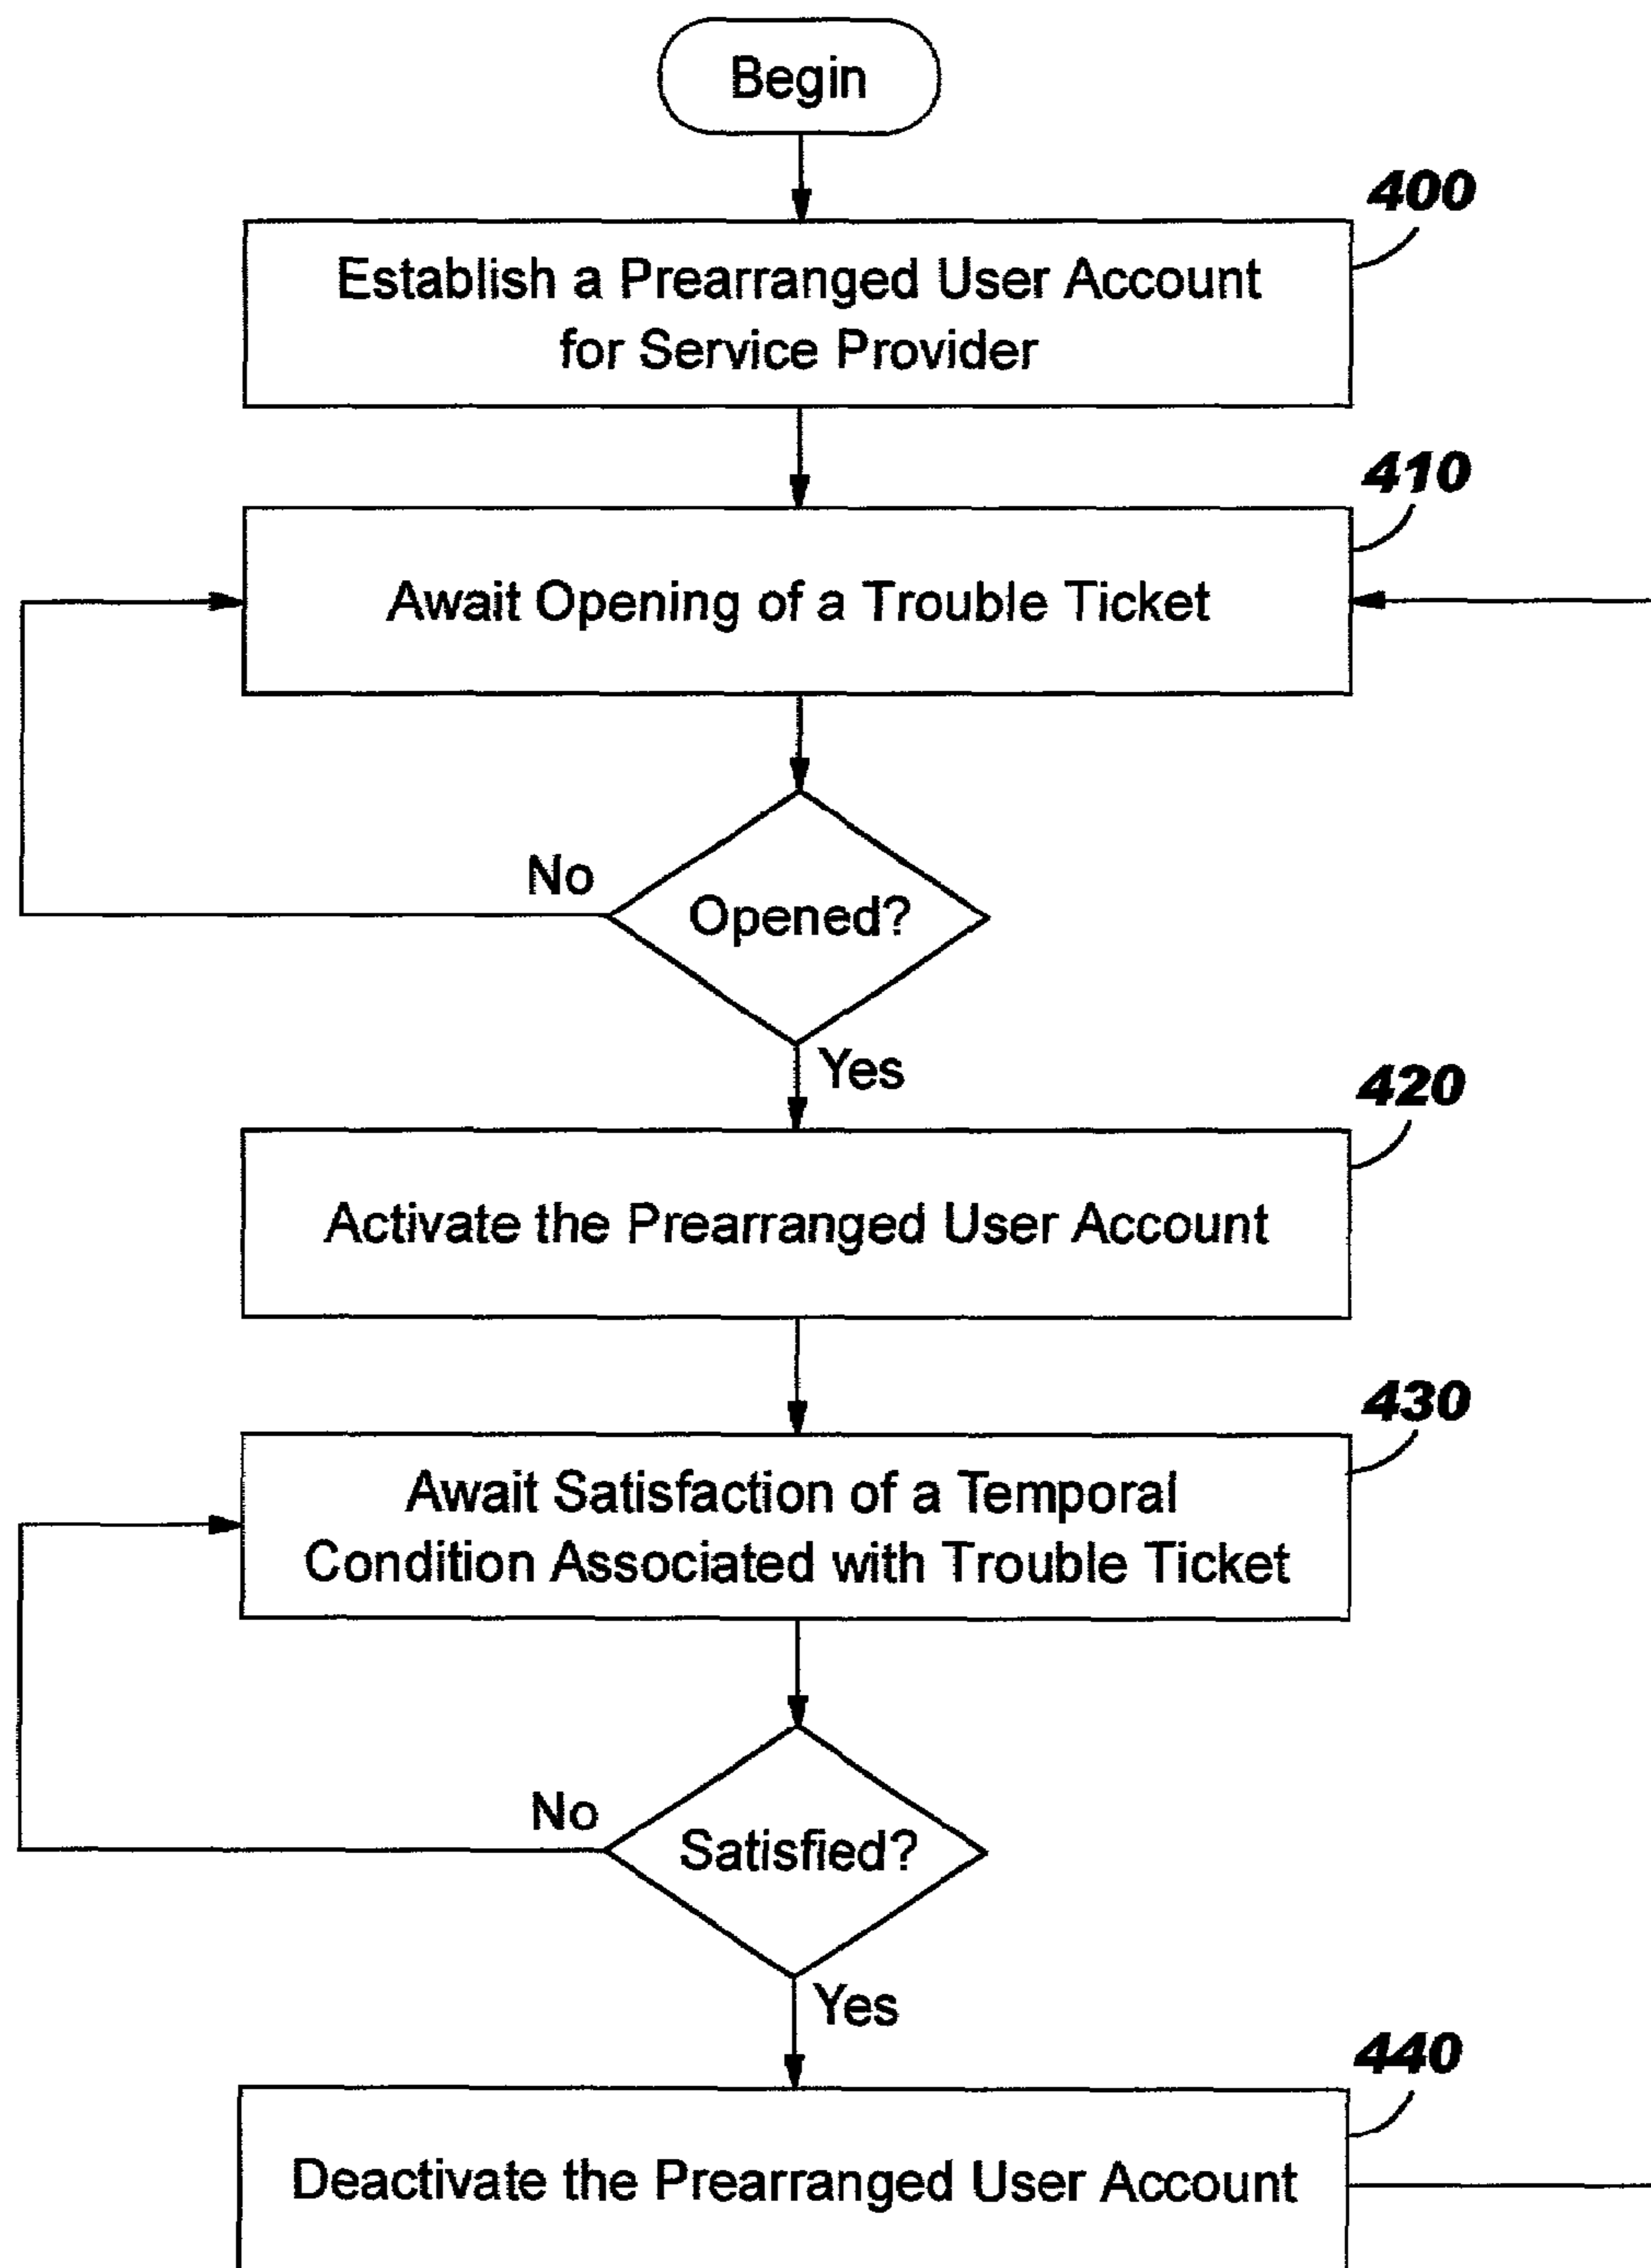 Begin
400
Establish a Prearranged User Account
for Service Provider
410
Await Opening of a Trouble Ticket
No
Opened?
Yes
420
Activate the Prearranged User Account
430
Await Satisfaction of a Temporal
Condition Associated with Trouble Ticket
No
Satisfied?
Yes
440
Deactivate the Prearranged User Account